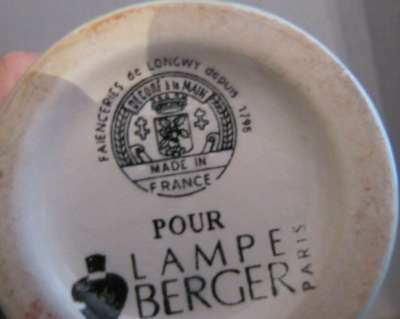 FAIENCERIES de LONGWY depuis 1798
DÉCORÉ à la MAIN
MADE IN
FRANCE
POUR
LAMPE
BERGER
PARIS